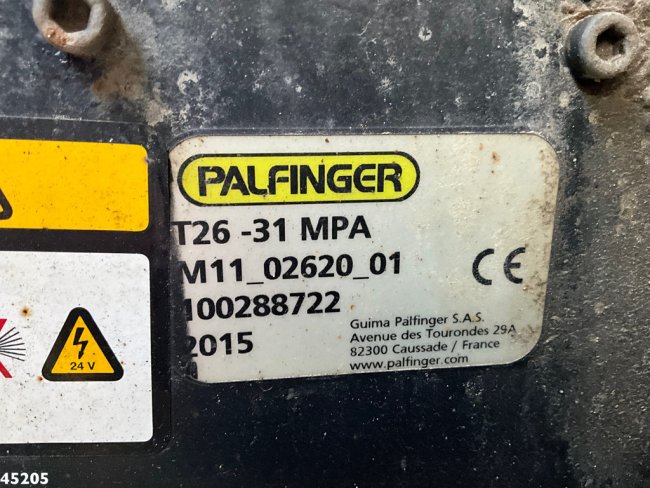 PALFINGER
T26 -31 MPA
M11_02620_01
100288722
2015
Guima Palfinger S.A.S.
Avenue des Tourondes 29A
82300 Caussade / France
www.palfinger.com
CE
24 V
45205